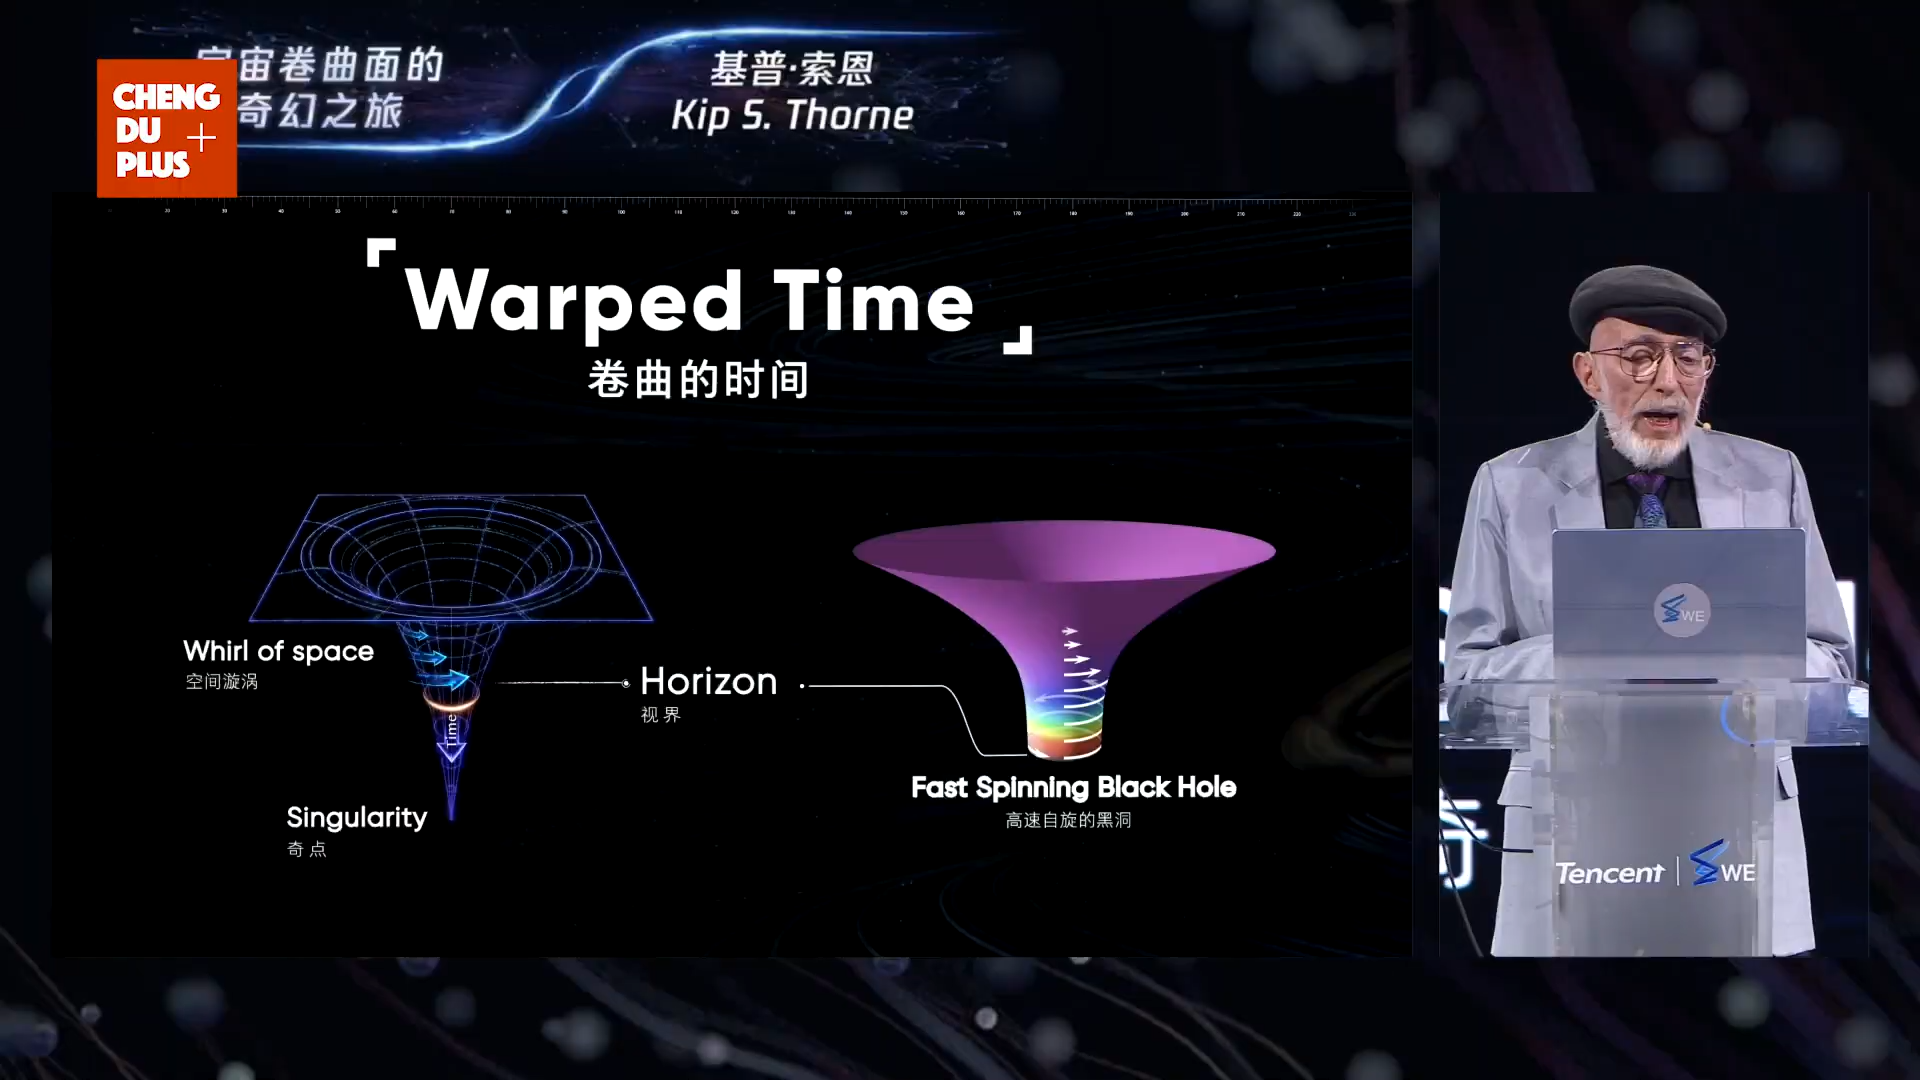 CHENG
DU
PLUS
宙卷曲面的
奇幻之旅
基普·索恩
Kip S. Thorne
Warped Time
卷曲的时间
Whirl of space
空间漩涡
Horizon
视界
Time
Singularity
奇点
Fast Spinning Black Hole
高速自旋的黑洞
WE
Tencent | WE